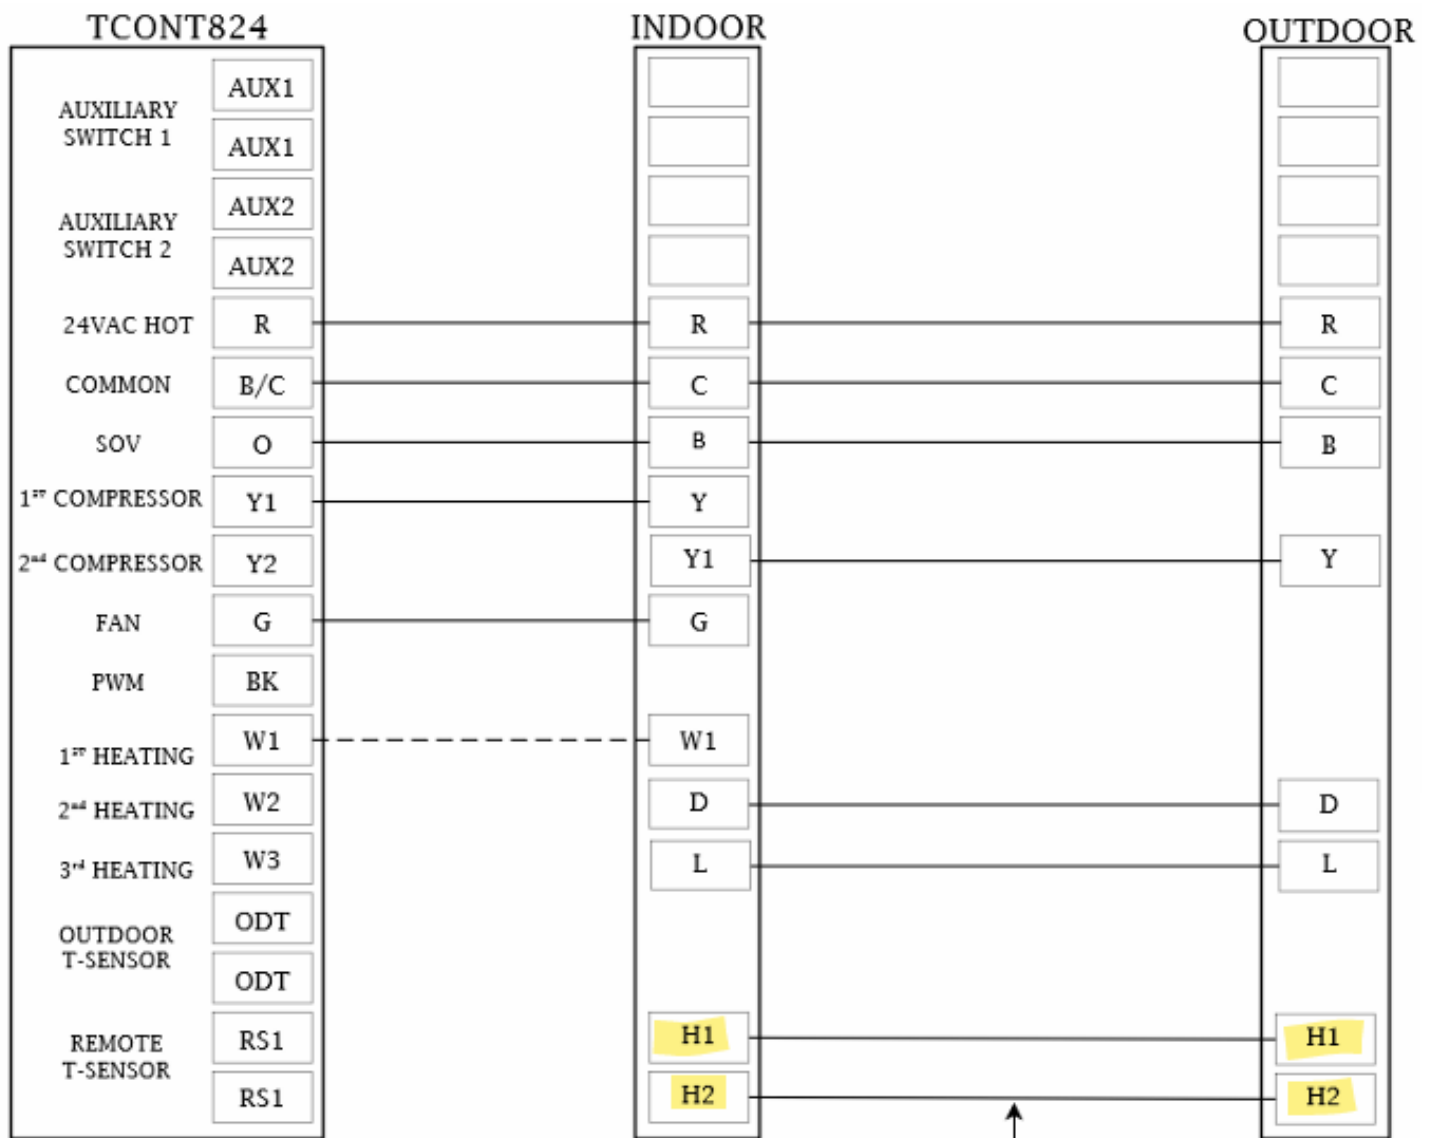 TCONT824 INDOOR OUTDOOR
AUX1
AUXILIARY
SWITCH 1
AUX1
AUX2
AUXILIARY
SWITCH 2
AUX2
24VAC HOT R R R
COMMON B/C C C
SOV O B B
1ST COMPRESSOR Y1 Y
2nd COMPRESSOR Y2 Y1 Y
FAN G G
PWM BK
1ST HEATING W1 W1
2nd HEATING W2 D D
3rd HEATING W3 L L
ODT
OUTDOOR
T-SENSOR
ODT
RS1 H1 H1
REMOTE
T-SENSOR
RS1 H2 H2